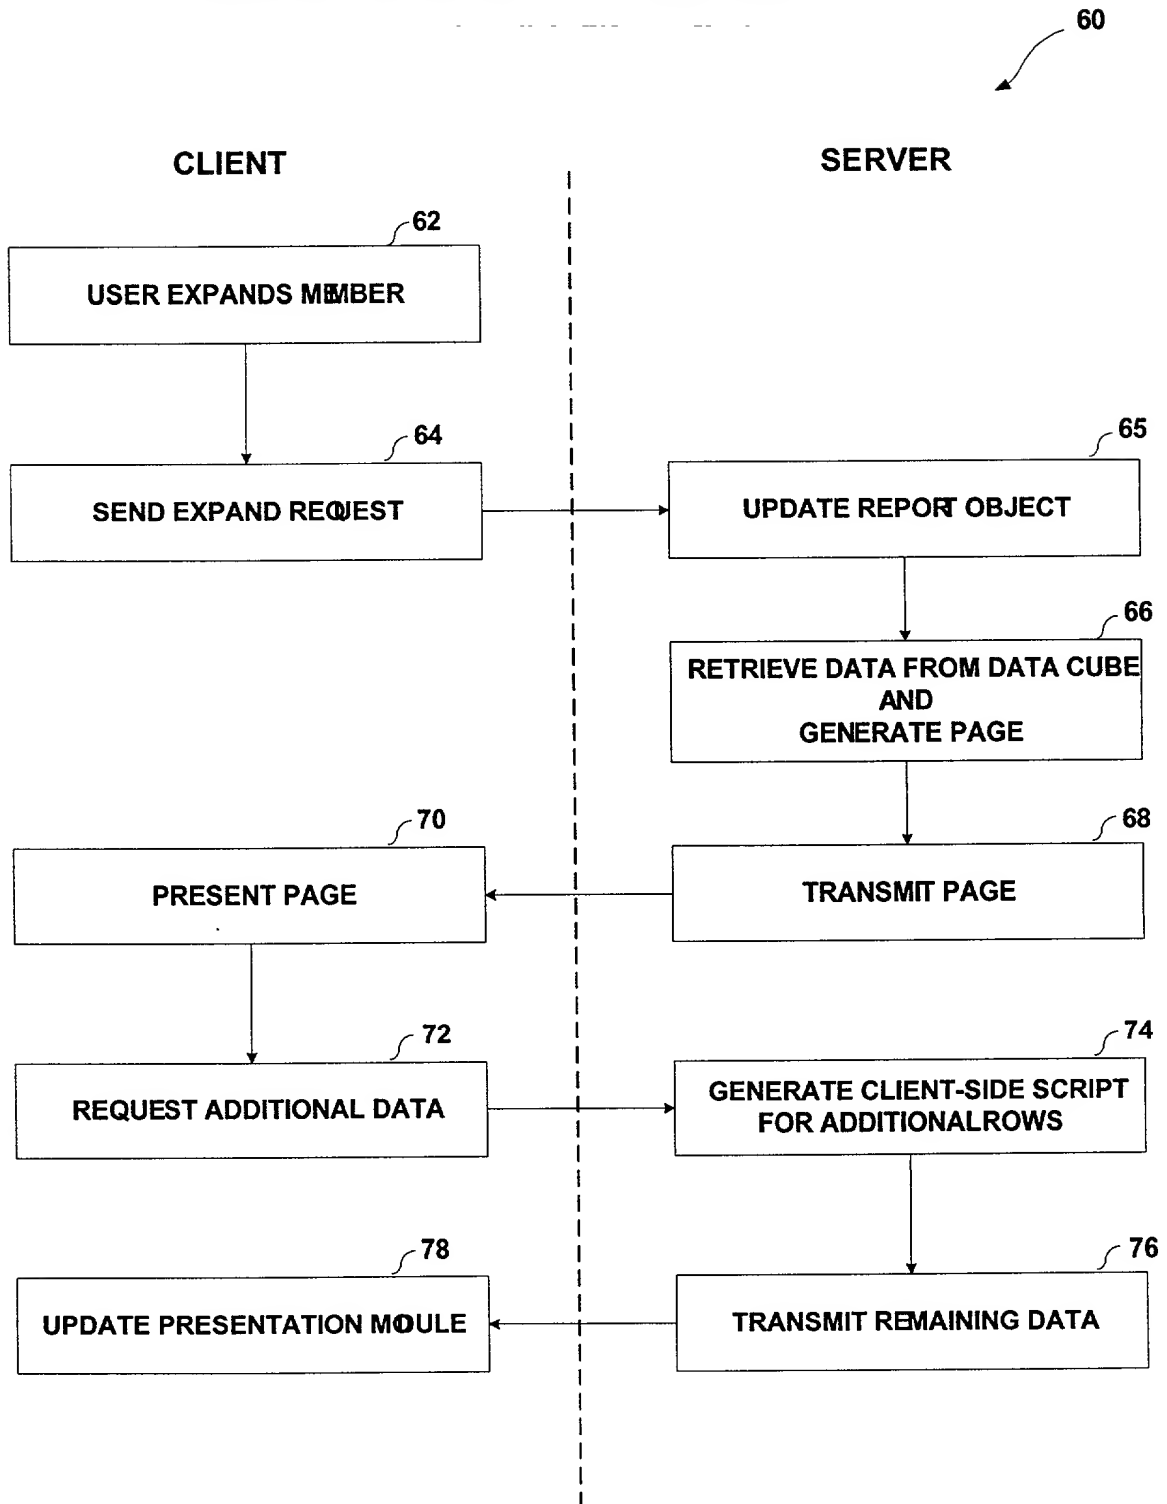 60
CLIENT
SERVER
62
USER EXPANDS MEMBER
64
SEND EXPAND REQUEST
65
UPDATE REPORT OBJECT
66
RETRIEVE DATA FROM DATA CUBE
AND
GENERATE PAGE
68
TRANSMIT PAGE
70
PRESENT PAGE
72
REQUEST ADDITIONAL DATA
74
GENERATE CLIENT-SIDE SCRIPT
FOR ADDITIONAL ROWS
76
TRANSMIT REMAINING DATA
78
UPDATE PRESENTATION MODULE